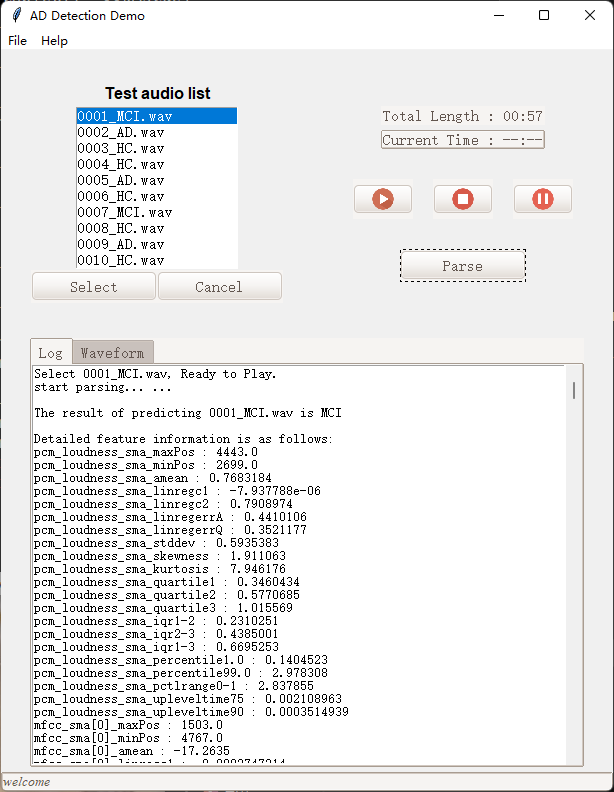 AD Detection Demo
File Help
Test audio list
0001_MCI.wav
0002_AD.wav
0003_HC.wav
0004_HC.wav
0005_AD.wav
0006_HC.wav
0007_MCI.wav
0008_HC.wav
0009_AD.wav
0010_HC.wav
Select Cancel
Total Length : 00:57
Current Time : --:--
Parse
Log Waveform
Select 0001_MCI.wav, Ready to Play.
start parsing... ...
The result of predicting 0001_MCI.wav is MCI
Detailed feature information is as follows:
pcm_loudness_sma_maxPos : 4443.0
pcm_loudness_sma_minPos : 2699.0
pcm_loudness_sma_amean : 0.7683184
pcm_loudness_sma_linregc1 : -7.937788e-06
pcm_loudness_sma_linregc2 : 0.7908974
pcm_loudness_sma_linregerrA : 0.4410106
pcm_loudness_sma_linregerrQ : 0.3521177
pcm_loudness_sma_stddev : 0.5935383
pcm_loudness_sma_skewness : 1.911063
pcm_loudness_sma_kurtosis : 7.946176
pcm_loudness_sma_quartile1 : 0.3460434
pcm_loudness_sma_quartile2 : 0.5770685
pcm_loudness_sma_quartile3 : 1.015569
pcm_loudness_sma_iqr1-2 : 0.2310251
pcm_loudness_sma_iqr2-3 : 0.4385001
pcm_loudness_sma_iqr1-3 : 0.6695253
pcm_loudness_sma_percentile1.0 : 0.1404523
pcm_loudness_sma_percentile99.0 : 2.978308
pcm_loudness_sma_pctlrange0-1 : 2.837855
pcm_loudness_sma_upleveltime75 : 0.002108963
pcm_loudness_sma_upleveltime90 : 0.0003514939
mfcc_sma[0]_maxPos : 1503.0
mfcc_sma[0]_minPos : 4767.0
mfcc_sma[0]_amean : -17.2635
welcome